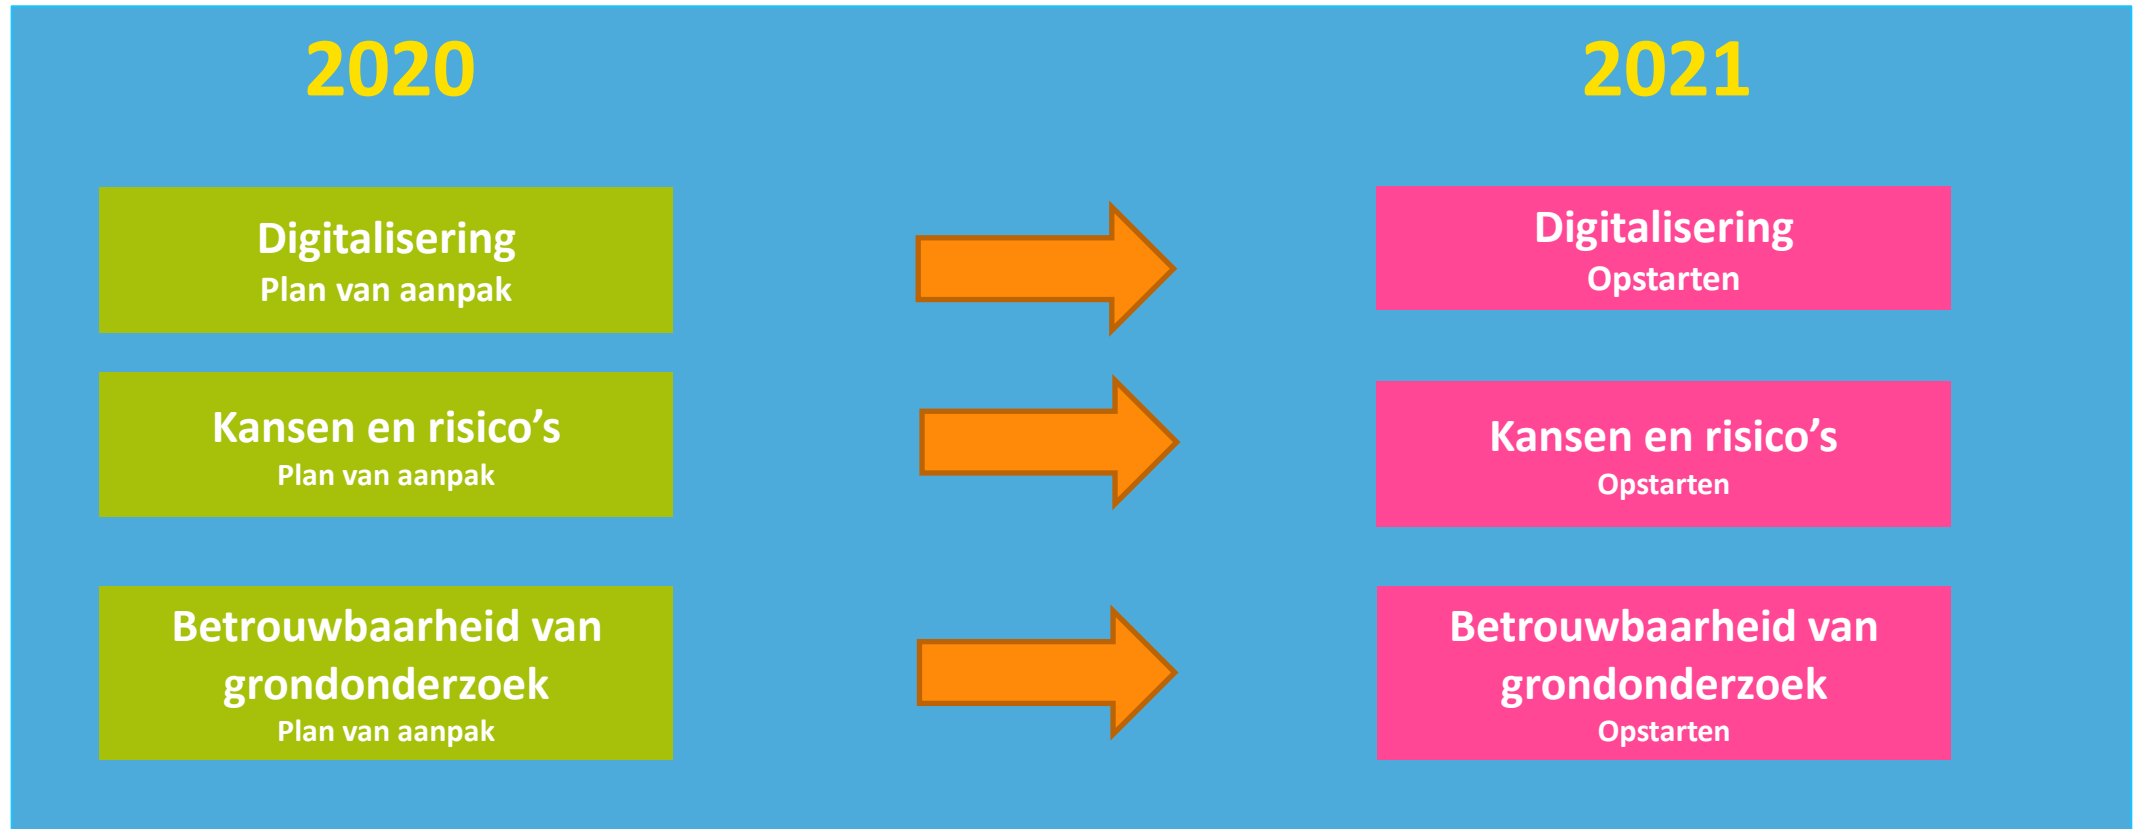 2020
2021
Digitalisering
Plan van aanpak
Digitalisering
Opstarten
Kansen en risico’s
Plan van aanpak
Kansen en risico’s
Opstarten
Betrouwbaarheid van
grondonderzoek
Plan van aanpak
Betrouwbaarheid van
grondonderzoek
Opstarten